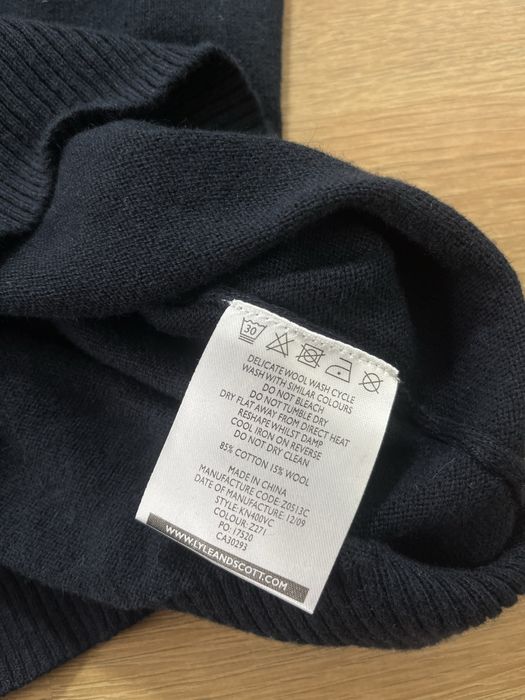 30
DELICATE WOOL WASH CYCLE
WASH WITH SIMILAR COLOURS
DO NOT BLEACH
DO NOT TUMBLE DRY
DRY FLAT AWAY FROM DIRECT HEAT
RESHAPE WHILST DAMP
COOL IRON ON REVERSE
DO NOT DRY CLEAN
85% COTTON 15% WOOL
MADE IN CHINA
MANUFACTURE CODE: Z0513C
DATE OF MANUFACTURE: 12/09
STYLE: KN400YC
COLOUR: Z271
PO: 17520
CA30293
WWW.LYLEANDSCOTT.COM